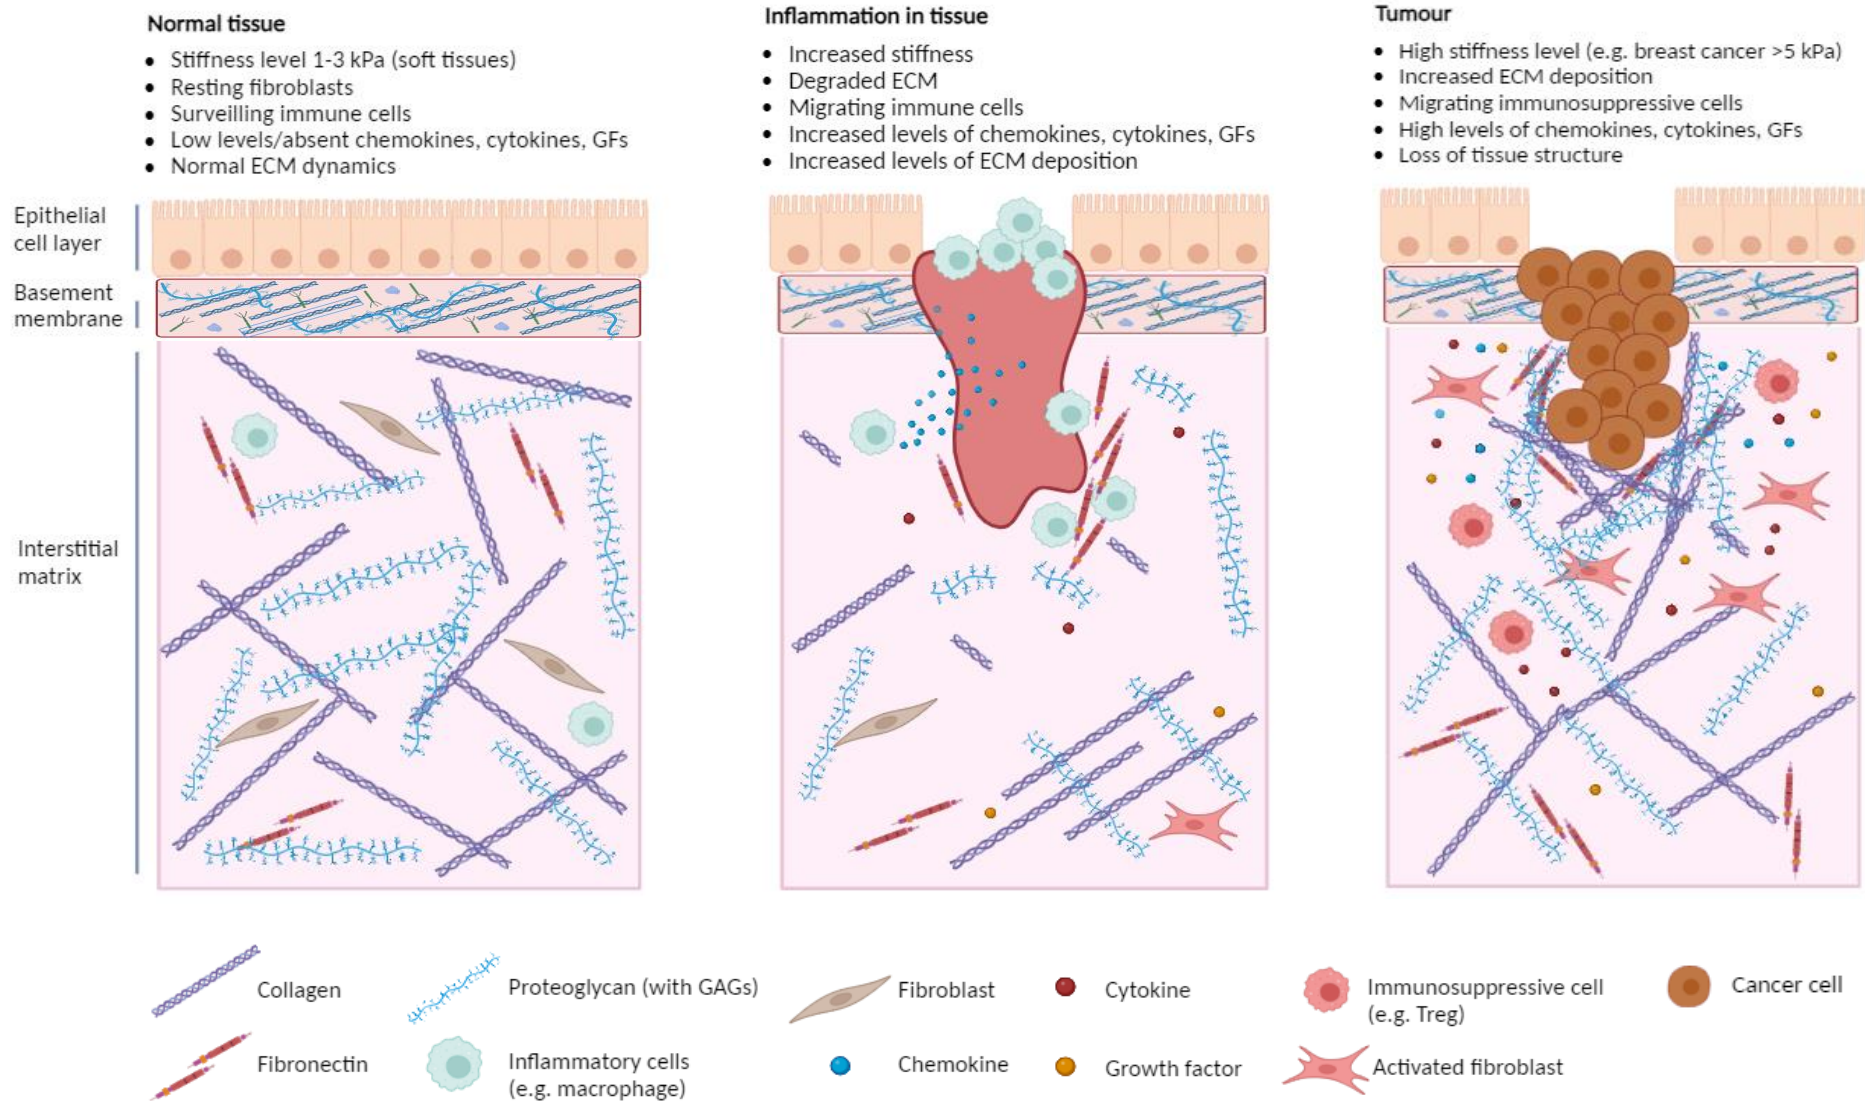 Normal tissue
• Stiffness level 1-3 kPa (soft tissues)
• Resting fibroblasts
• Surveilling immune cells
• Low levels/absent chemokines, cytokines, GFs
• Normal ECM dynamics
Inflammation in tissue
• Increased stiffness
• Degraded ECM
• Migrating immune cells
• Increased levels of chemokines, cytokines, GFs
• Increased levels of ECM deposition
Tumour
• High stiffness level (e.g. breast cancer >5 kPa)
• Increased ECM deposition
• Migrating immunosuppressive cells
• High levels of chemokines, cytokines, GFs
• Loss of tissue structure
Epithelial
cell layer
Basement
membrane
Interstitial
matrix
Collagen
Proteoglycan (with GAGs)
Fibroblast
Cytokine
Immunosuppressive cell
(e.g. Treg)
Cancer cell
Fibronectin
Inflammatory cells
(e.g. macrophage)
Chemokine
Growth factor
Activated fibroblast